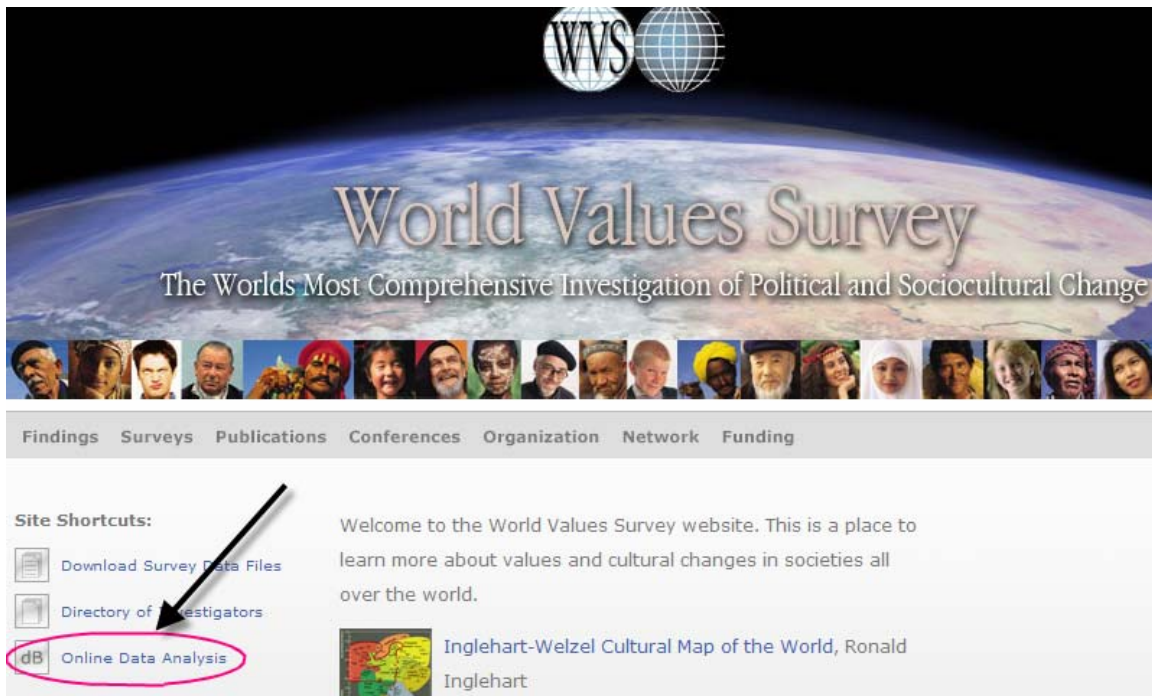 WVS
World Values Survey
The Worlds Most Comprehensive Investigation of Political and Sociocultural Change
Findings Surveys Publications Conferences Organization Network Funding
Site Shortcuts:
Download Survey Data Files
Directory of Investigators
dB Online Data Analysis
Welcome to the World Values Survey website. This is a place to
learn more about values and cultural changes in societies all
over the world.
Inglehart-Welzel Cultural Map of the World, Ronald
Inglehart